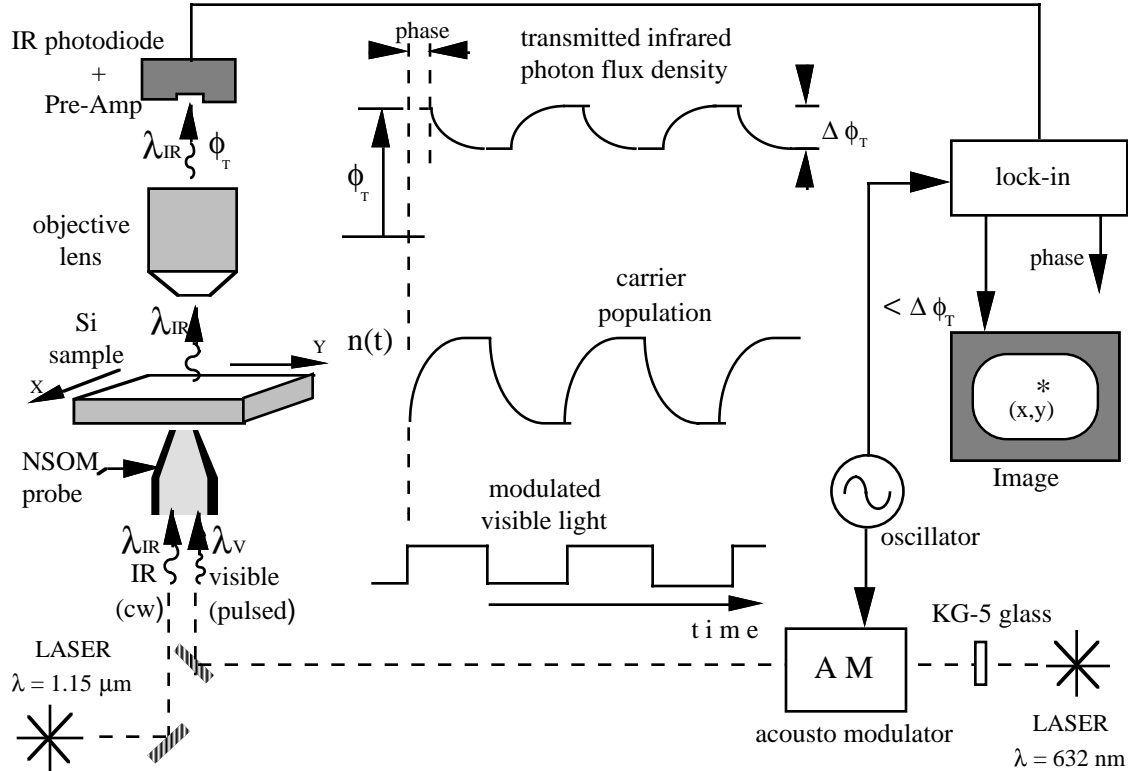 IR photodiode
+
Pre-Amp
λIR
ϕT
objective
lens
λIR
Si
sample
X
Y
NSOM
probe
λIR
λV
IR
visible
(cw)
(pulsed)
LASER
λ = 1.15 μm
phase
transmitted infrared
photon flux density
ϕT
Δ ϕT
n(t)
carrier
population
modulated
visible light
time
lock-in
phase
< Δ ϕT
*
(x,y)
Image
oscillator
A M
acousto modulator
KG-5 glass
LASER
λ = 632 nm